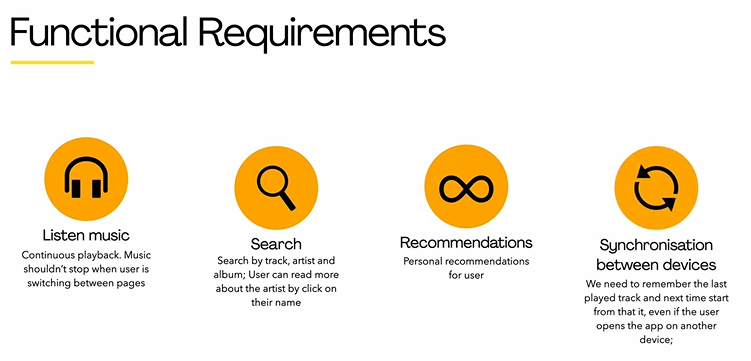 Functional Requirements
Listen music
Continuous playback. Music
shouldn't stop when user is
switching between pages
Search
Search by track, artist and
album; User can read more
about the artist by click on
their name
Recommendations
Personal recommendations
for user
Synchronisation
between devices
We need to remember the last
played track and next time start
from that it, even if the user
opens the app on another
device;